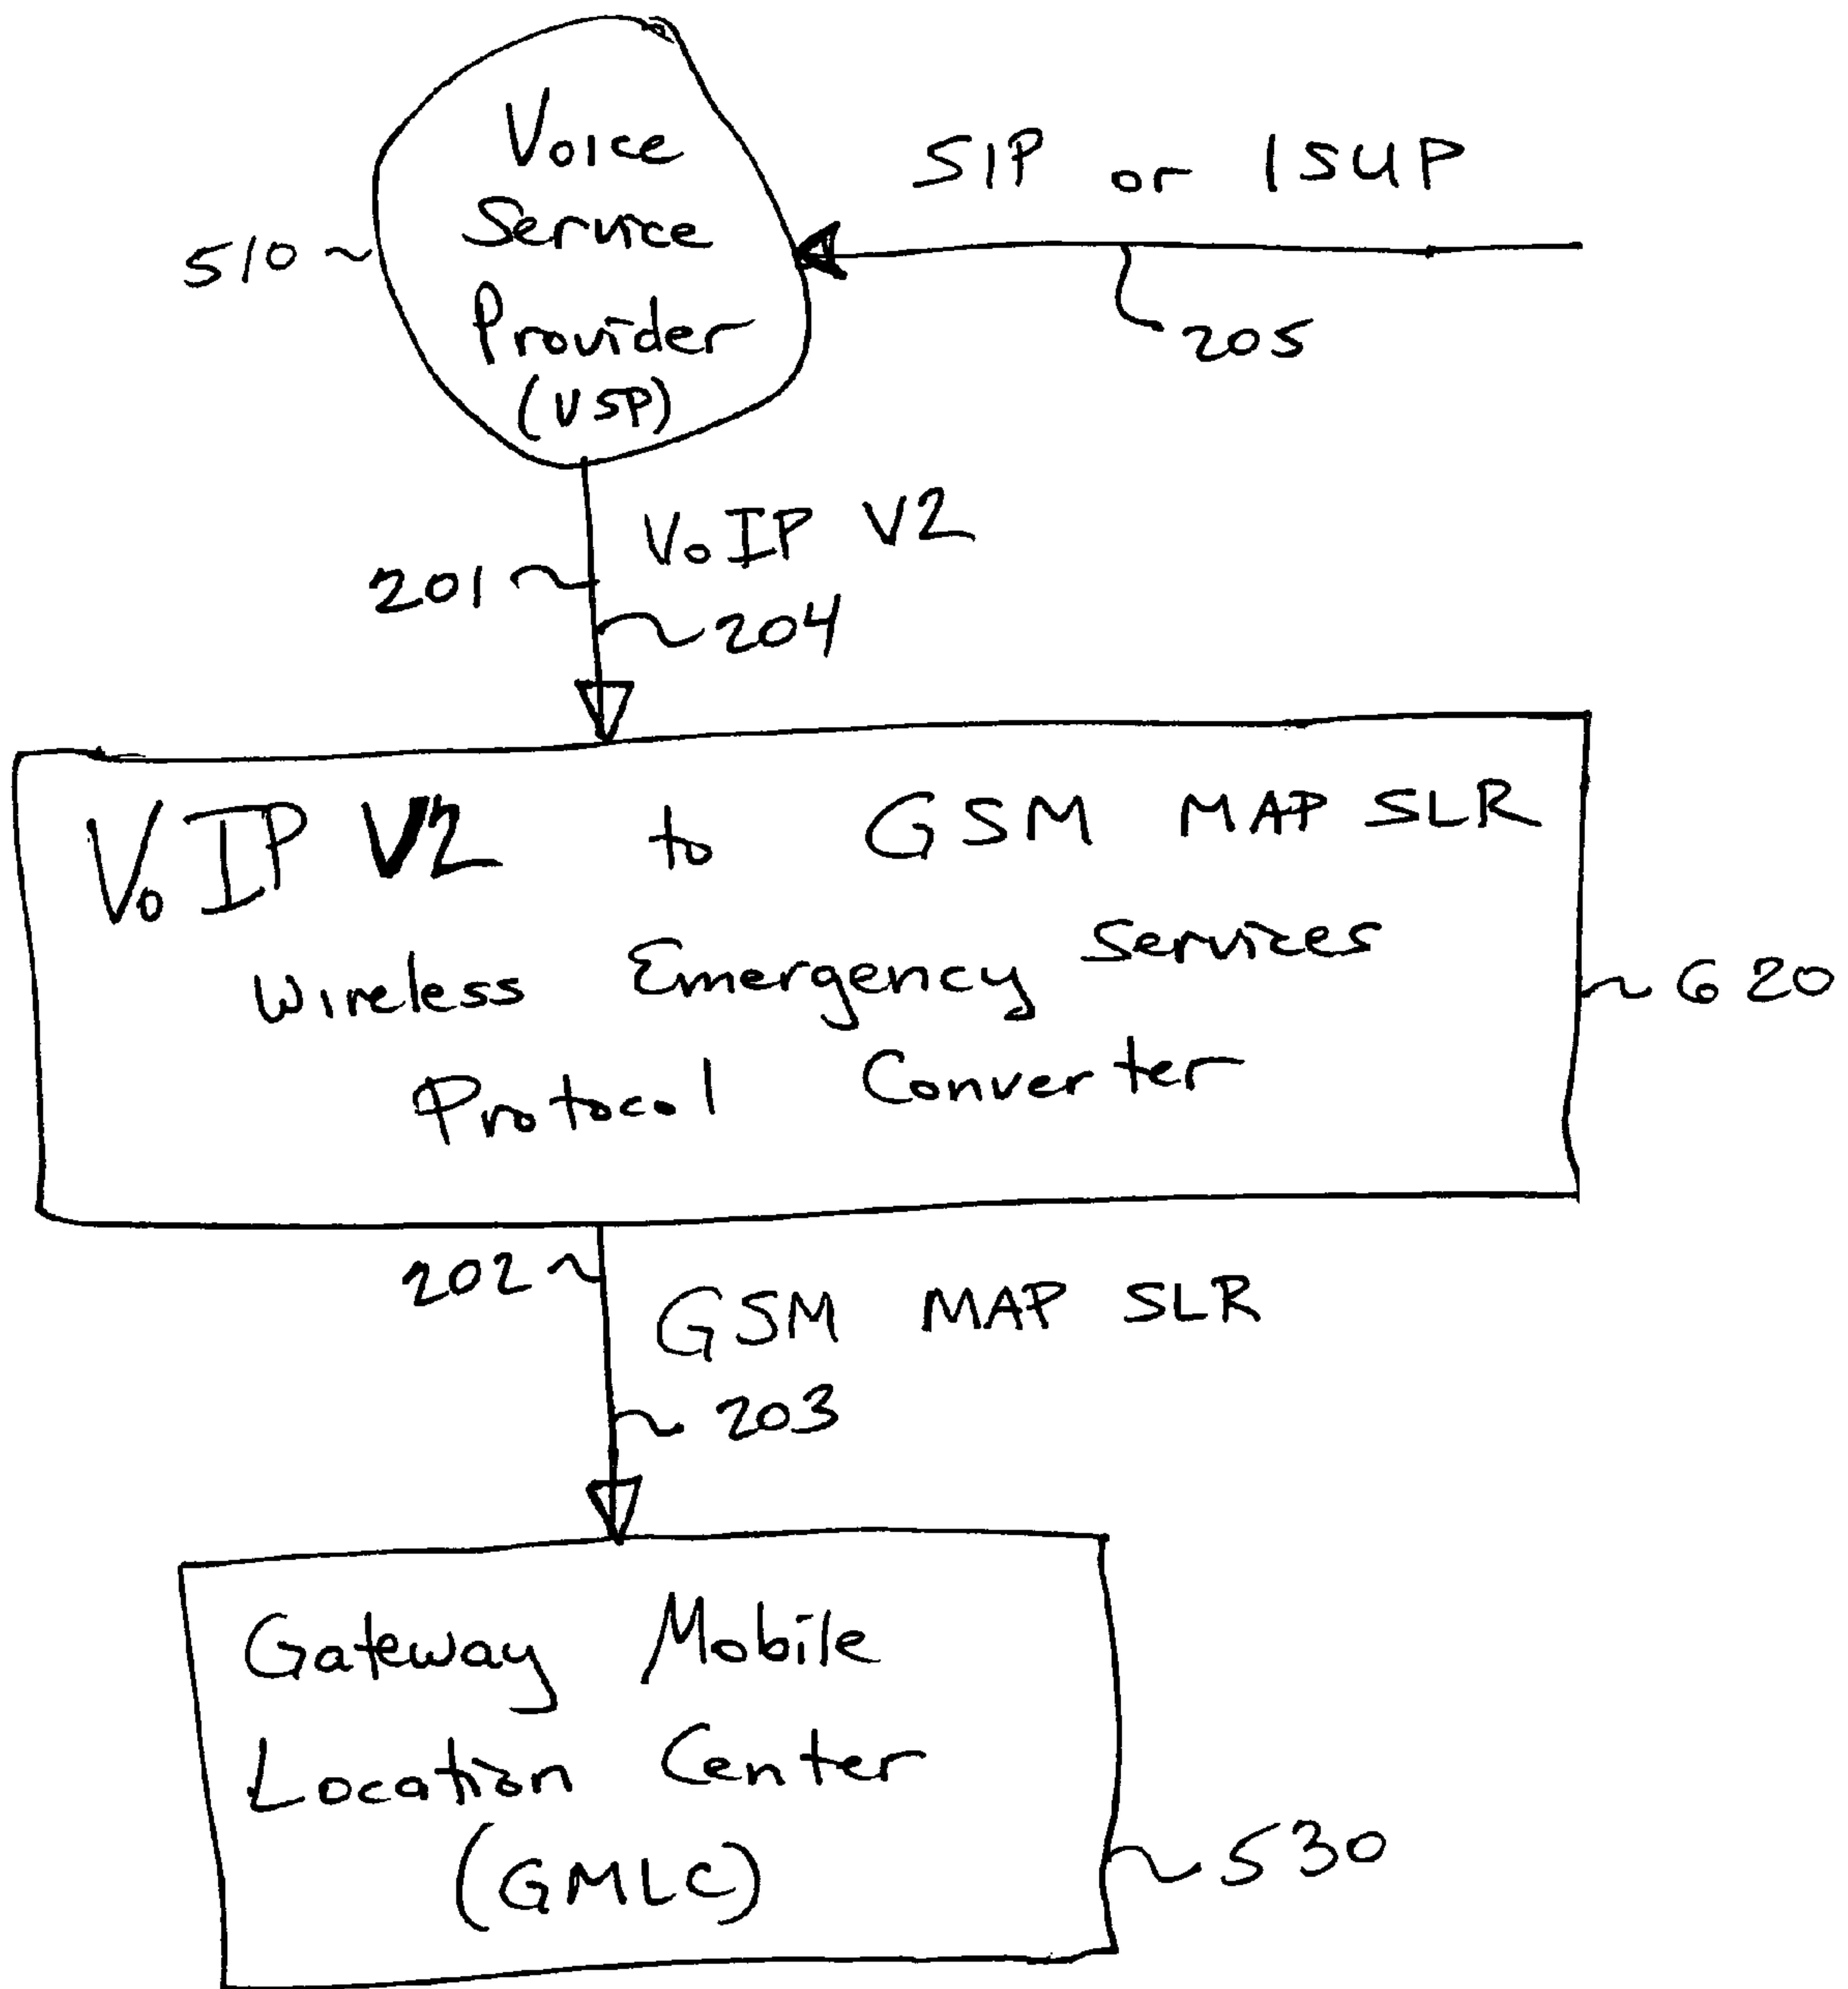 Voice
Service
Provider
(VSP)
510
SIP or ISUP
205
VoIP V2
201
204
VoIP V2 to GSM MAP SLR
Wireless Emergency Services
Protocol Converter
620
202
GSM MAP SLR
203
Gateway Mobile
Location Center
(GMLC)
530